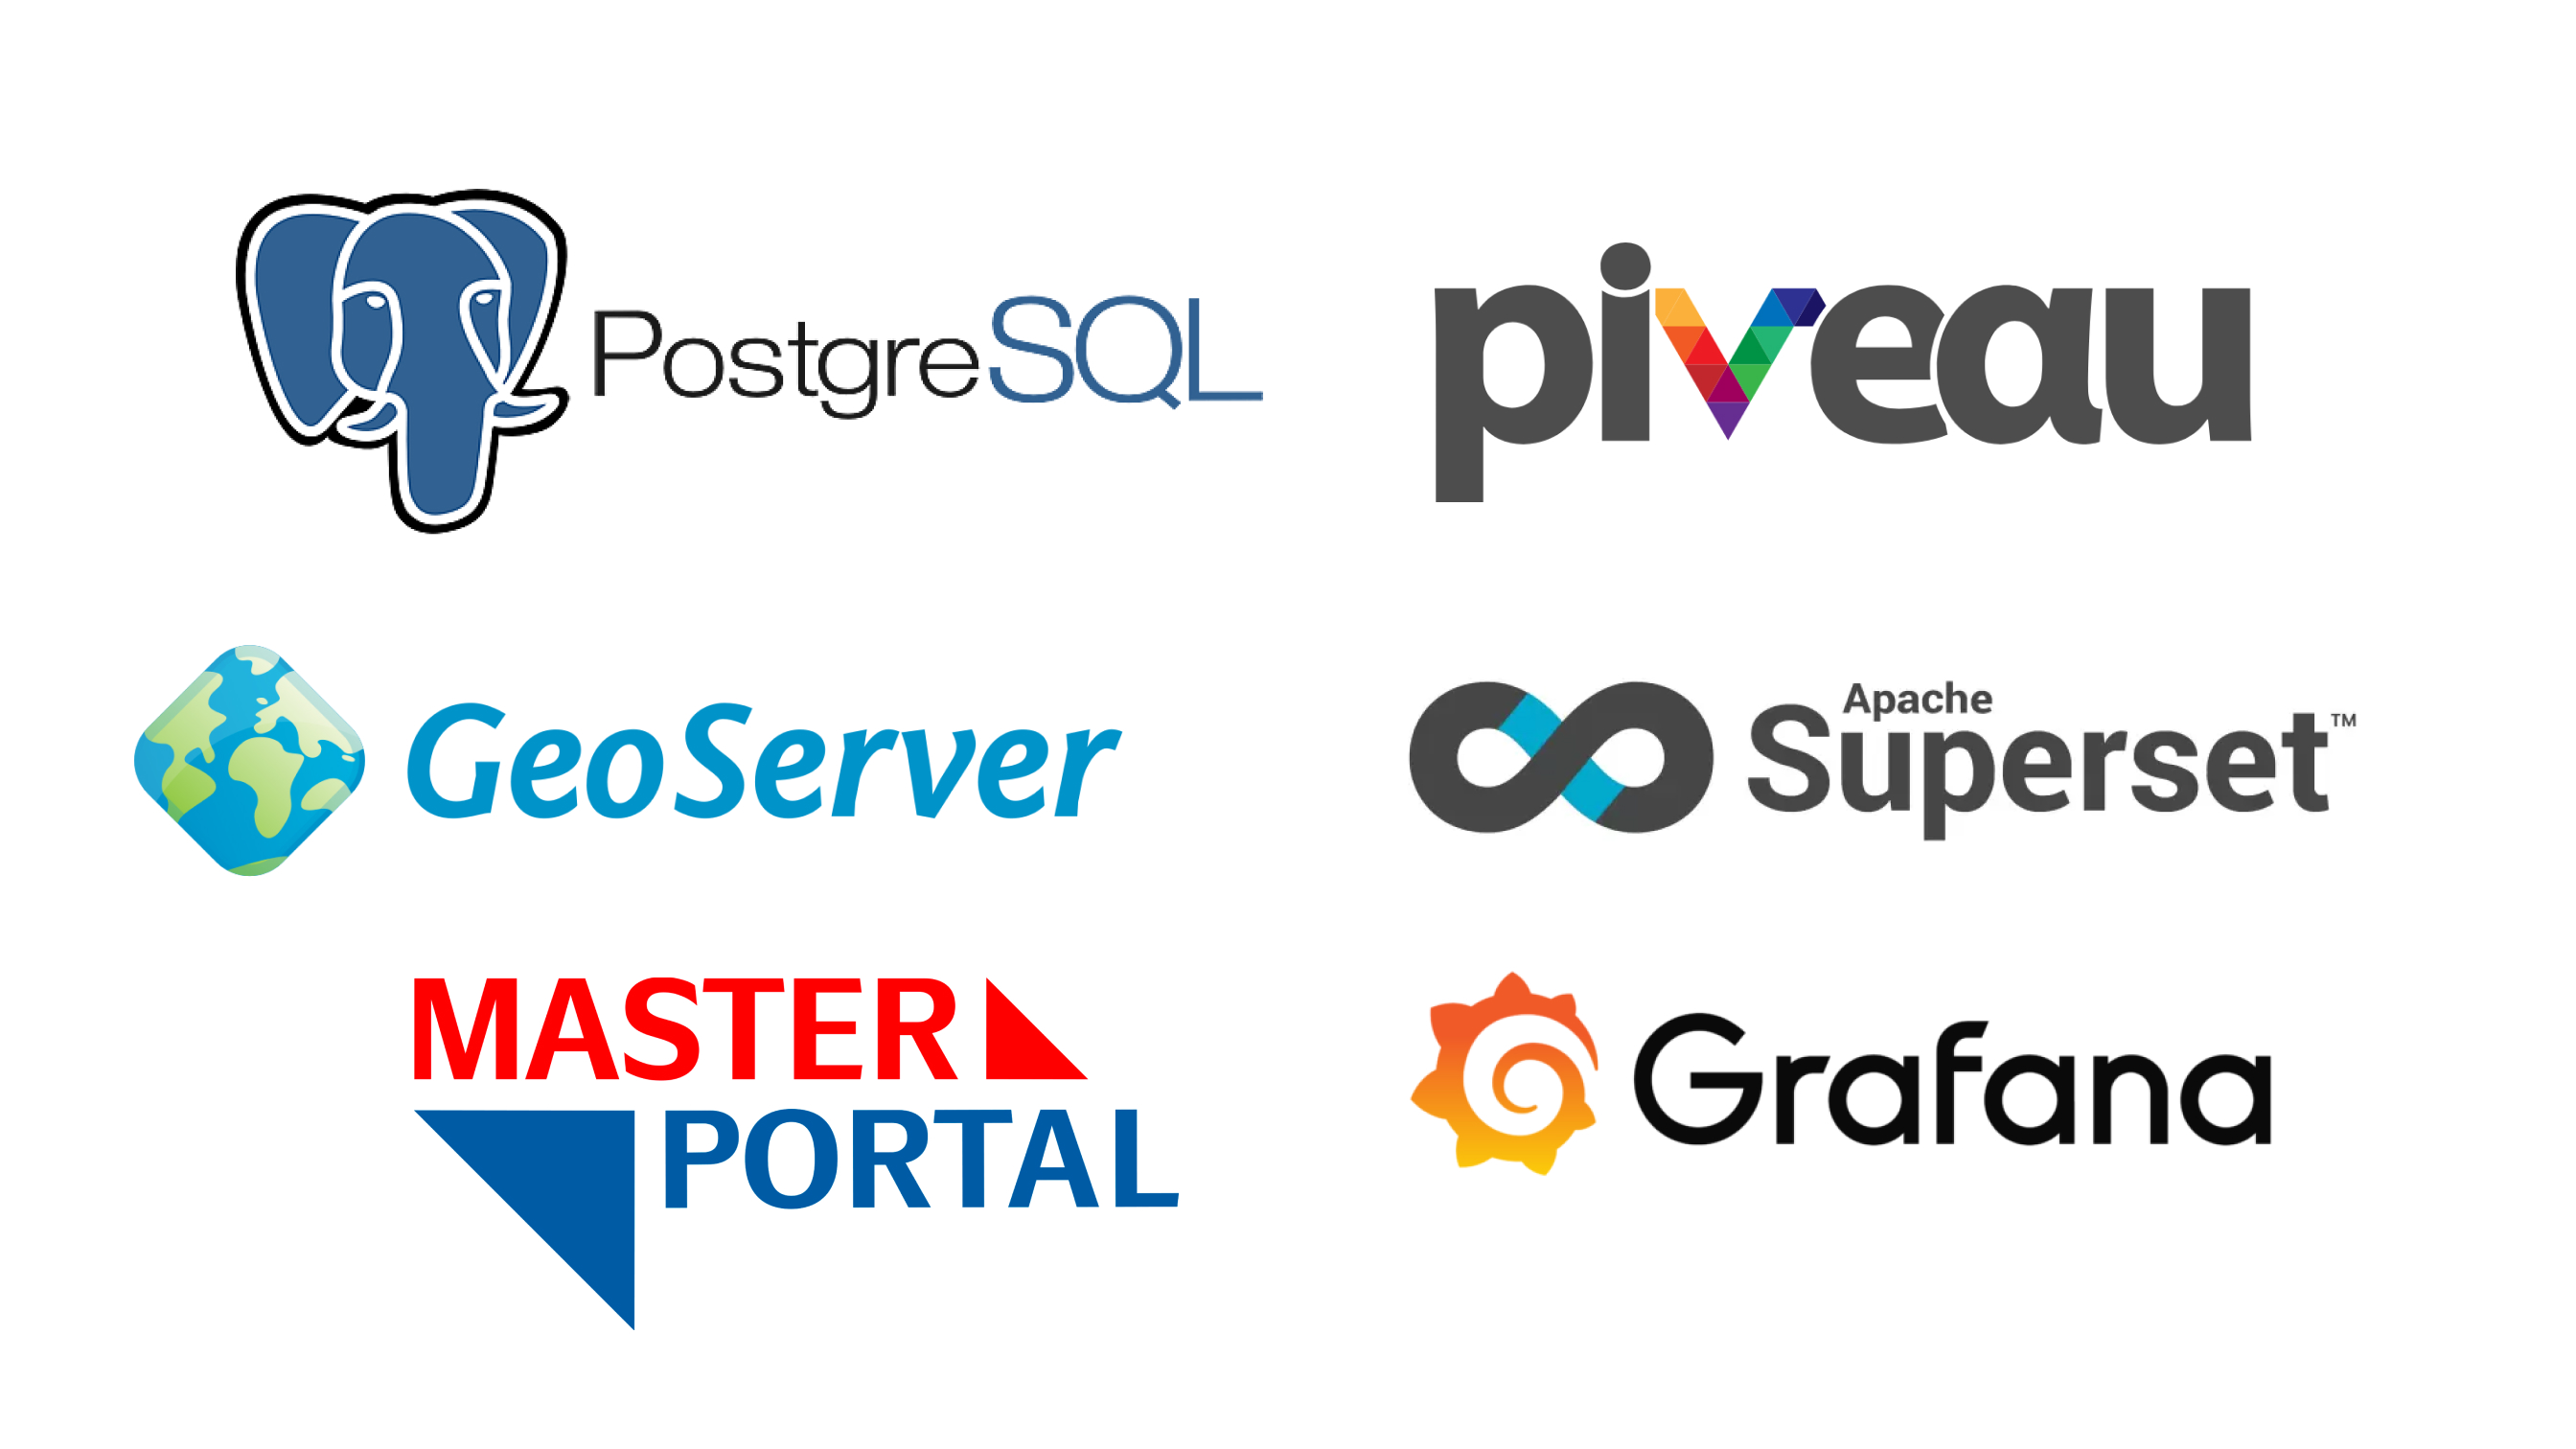 PostgreSQL
piveau
GeoServer
Apache
Superset™
MASTER
PORTAL
Grafana